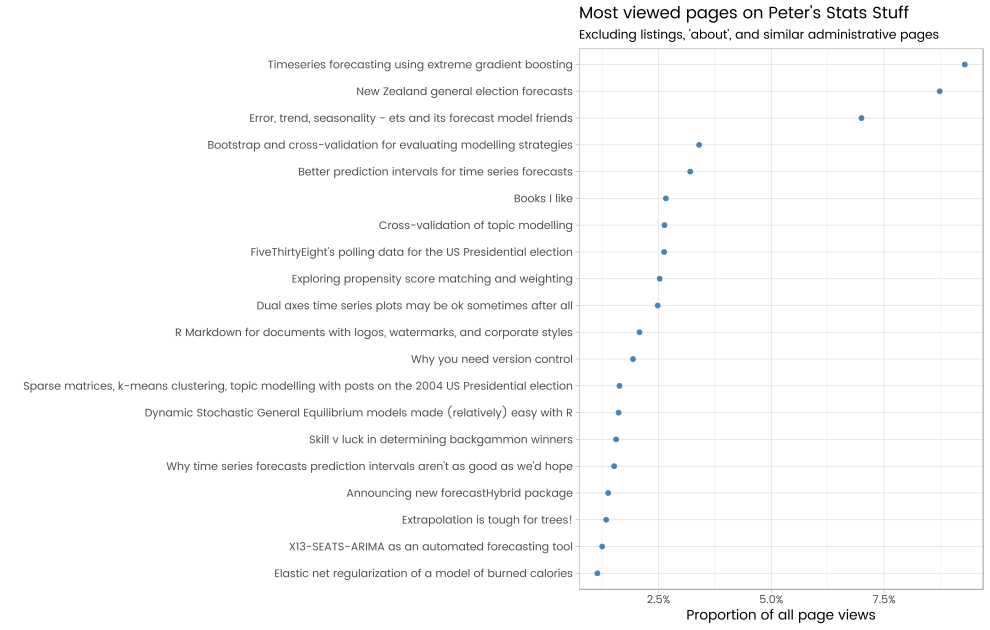 Most viewed pages on Peter's Stats Stuff
Excluding listings, 'about', and similar administrative pages
Timeseries forecasting using extreme gradient boosting
New Zealand general election forecasts
Error, trend, seasonality - ets and its forecast model friends
Bootstrap and cross-validation for evaluating modelling strategies
Better prediction intervals for time series forecasts
Books I like
Cross-validation of topic modelling
FiveThirtyEight's polling data for the US Presidential election
Exploring propensity score matching and weighting
Dual axes time series plots may be ok sometimes after all
R Markdown for documents with logos, watermarks, and corporate styles
Why you need version control
Sparse matrices, k-means clustering, topic modelling with posts on the 2004 US Presidential election
Dynamic Stochastic General Equilibrium models made (relatively) easy with R
Skill v luck in determining backgammon winners
Why time series forecasts prediction intervals aren't as good as we'd hope
Announcing new forecastHybrid package
Extrapolation is tough for trees!
X13-SEATS-ARIMA as an automated forecasting tool
Elastic net regularization of a model of burned calories
2.5% 5.0% 7.5%
Proportion of all page views